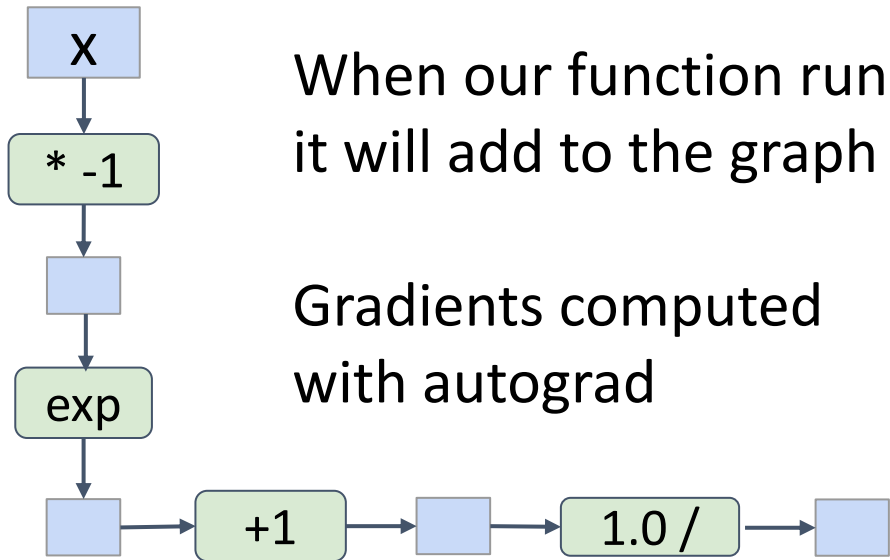 x
When our function run
it will add to the graph
* -1
Gradients computed
with autograd
exp
+1
1.0 /